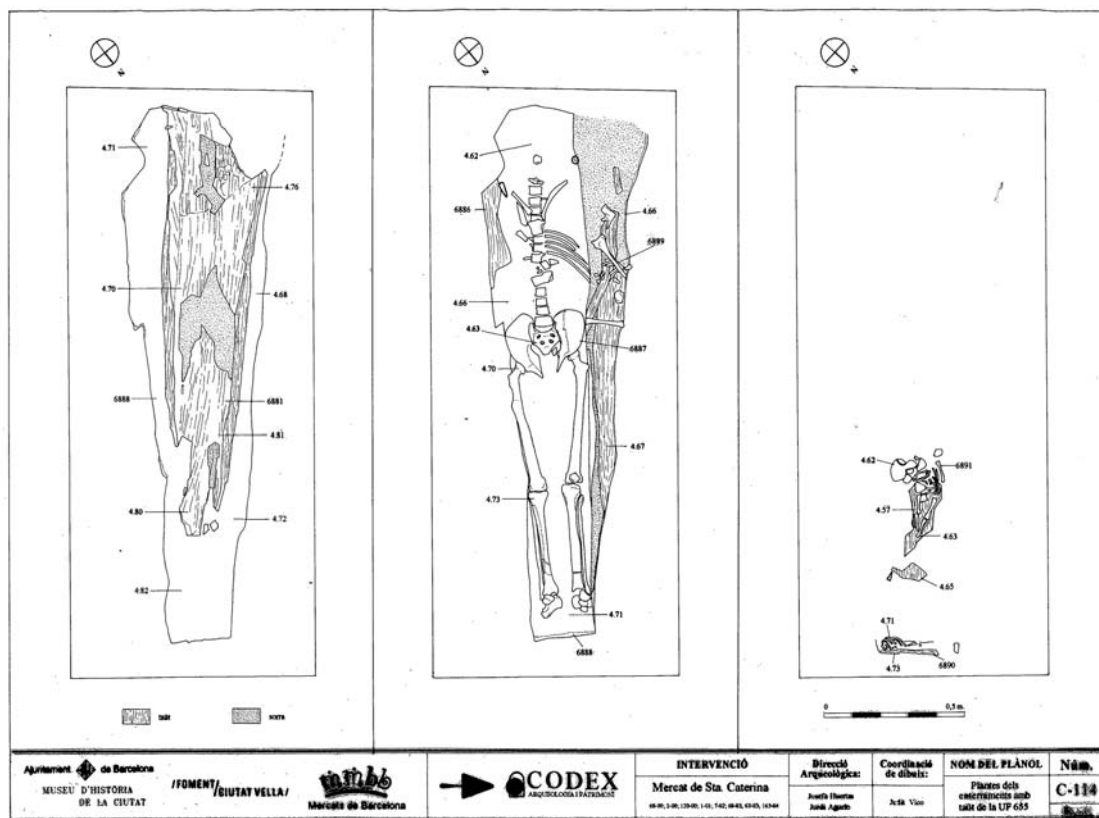 N
4.71
4.76
4.70
4.68
6888
6881
4.81
4.80
4.72
4.82
taüt
sorra
N
4.62
6886
4.66
6889
4.66
4.63
6887
4.70
4.67
4.73
4.71
6888
N
4.62
6891
4.57
4.63
4.65
4.71
4.73
6890
0
0,5 m.
Ajuntament de Barcelona
MUSEU D'HISTÒRIA
DE LA CIUTAT
/FOMENT/
CIUTAT VELLA/
Mercats de Barcelona
CODEX
ARQUEOLOGIA I PATRIMONI
INTERVENCIÓ
Mercat de Sta. Caterina
Direcció
Arqueològica:
Josefa Huertas
Jordi Aguelo
Coordinació
de dibuix:
Julià Vico
NOM DEL PLÀNOL
Plantes dels
enterraments amb
taüt de la UF 655
Núm.
C-114